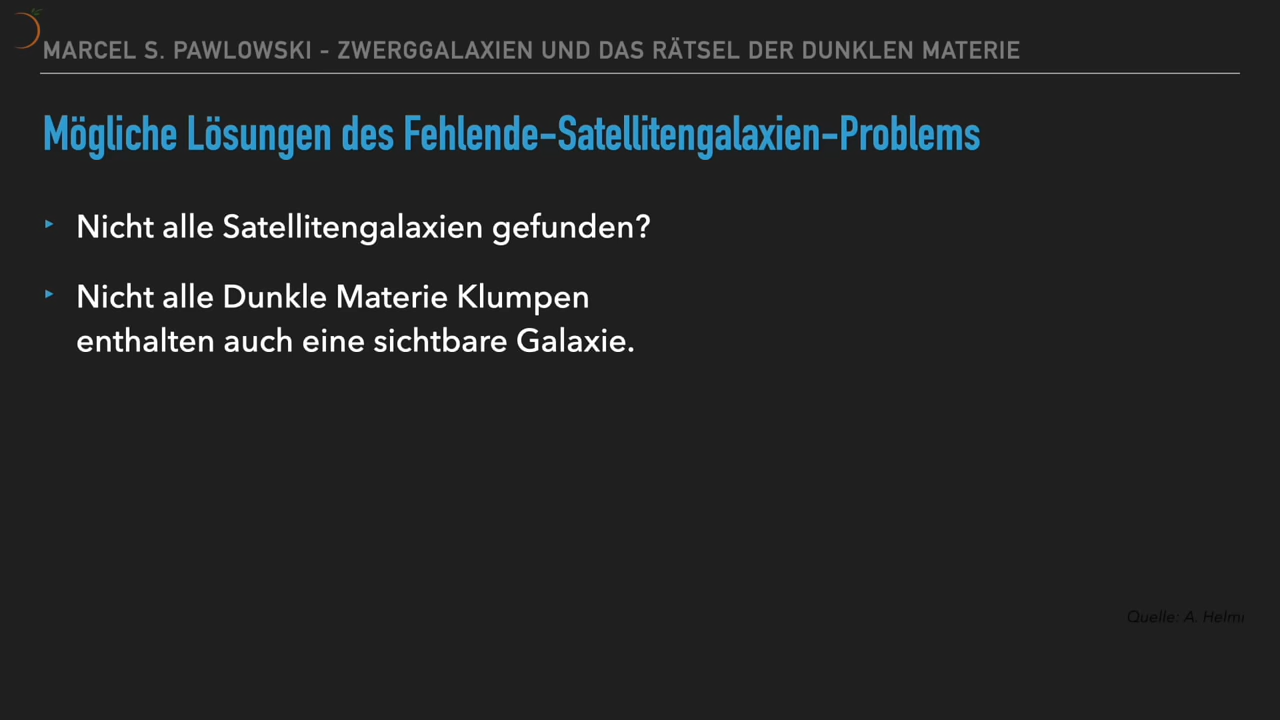 MARCEL S. PAWLOWSKI - ZWERGGALAXIEN UND DAS RÄTSEL DER DUNKLEN MATERIE
Mögliche Lösungen des Fehlende-Satellitengalaxien-Problems
Nicht alle Satellitengalaxien gefunden?
Nicht alle Dunkle Materie Klumpen
enthalten auch eine sichtbare Galaxie.
Quelle: A. Helmi